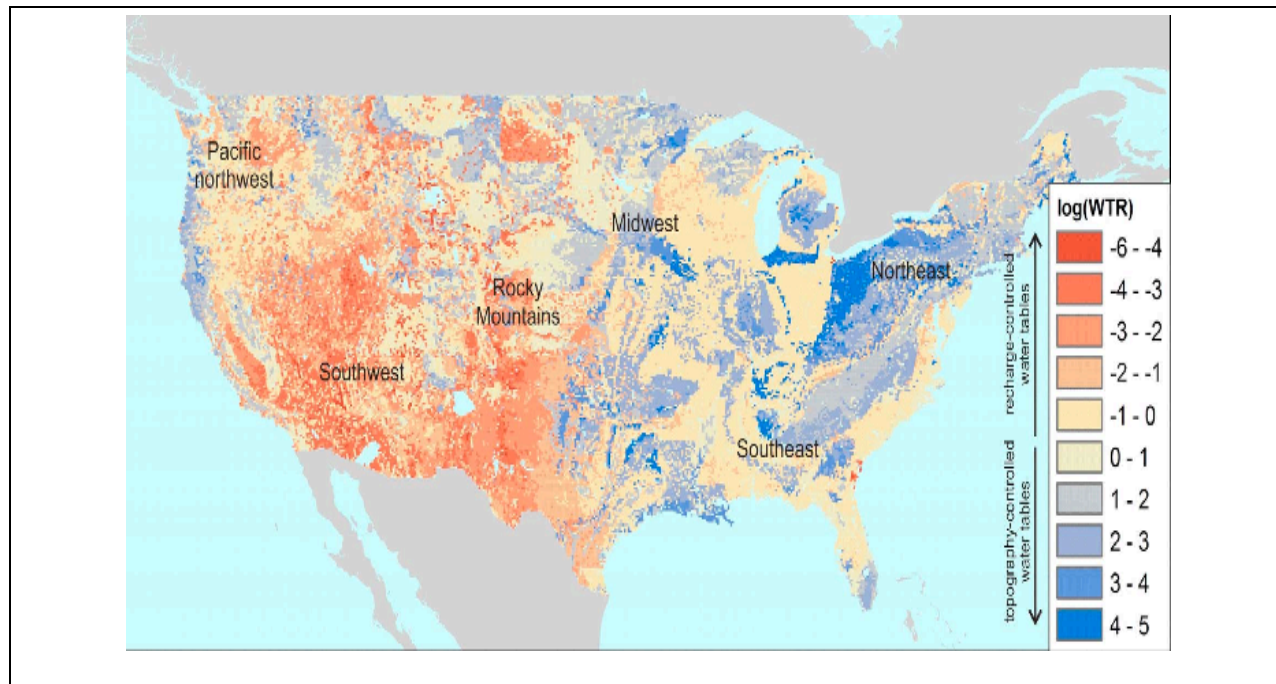 Pacific
northwest
Midwest
Northeast
Rocky
Mountains
Southwest
Southeast
log(WTR)
-6 - -4
-4 - -3
-3 - -2
-2 - -1
-1 - 0
0 - 1
1 - 2
2 - 3
3 - 4
4 - 5
recharge-controlled
water tables
topography-controlled
water tables